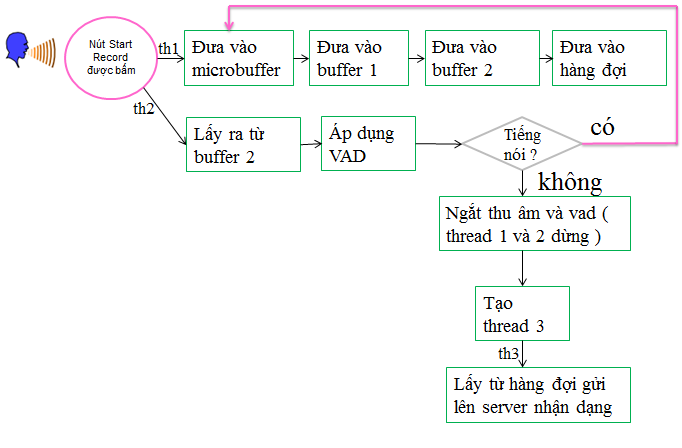 Nút Start
Record
được bấm
th1
Đưa vào
microbuffer
Đưa vào
buffer 1
Đưa vào
buffer 2
Đưa vào
hàng đợi
th2
Lấy ra từ
buffer 2
Áp dụng
VAD
Tiếng
nói ?
có
không
Ngắt thu âm và vad (
thread 1 và 2 dừng )
Tạo
thread 3
th3
Lấy từ hàng đợi gửi
lên server nhận dạng